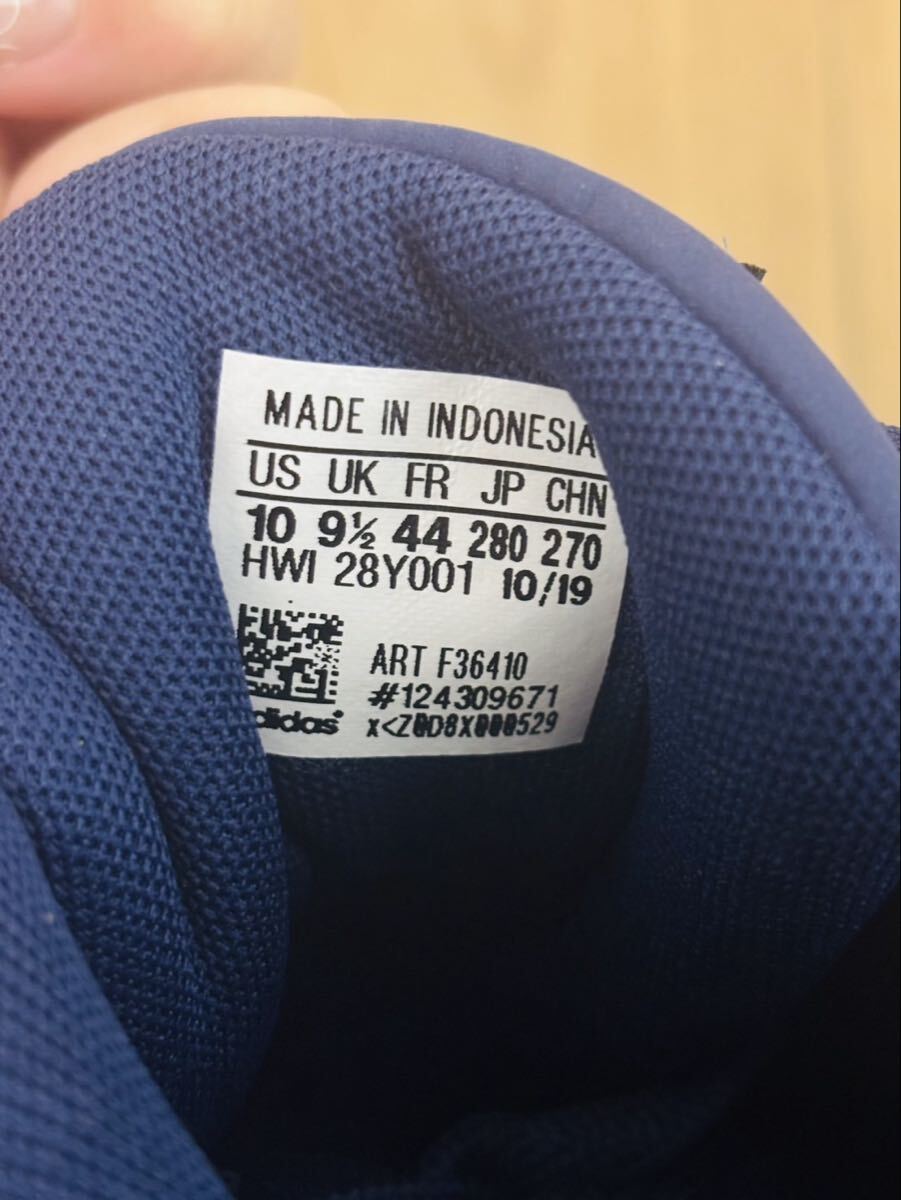 MADE IN INDONESIA
US UK FR JP CHN
10 9½ 44 280 270
HWI 28Y001 10/19
ART F36410
#124309671
adidas